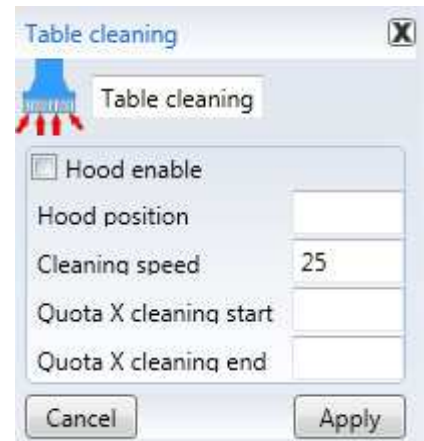 Table cleaning X
Table cleaning
Hood enable
Hood position
Cleaning speed 25
Quota X cleaning start
Quota X cleaning end
Cancel Apply